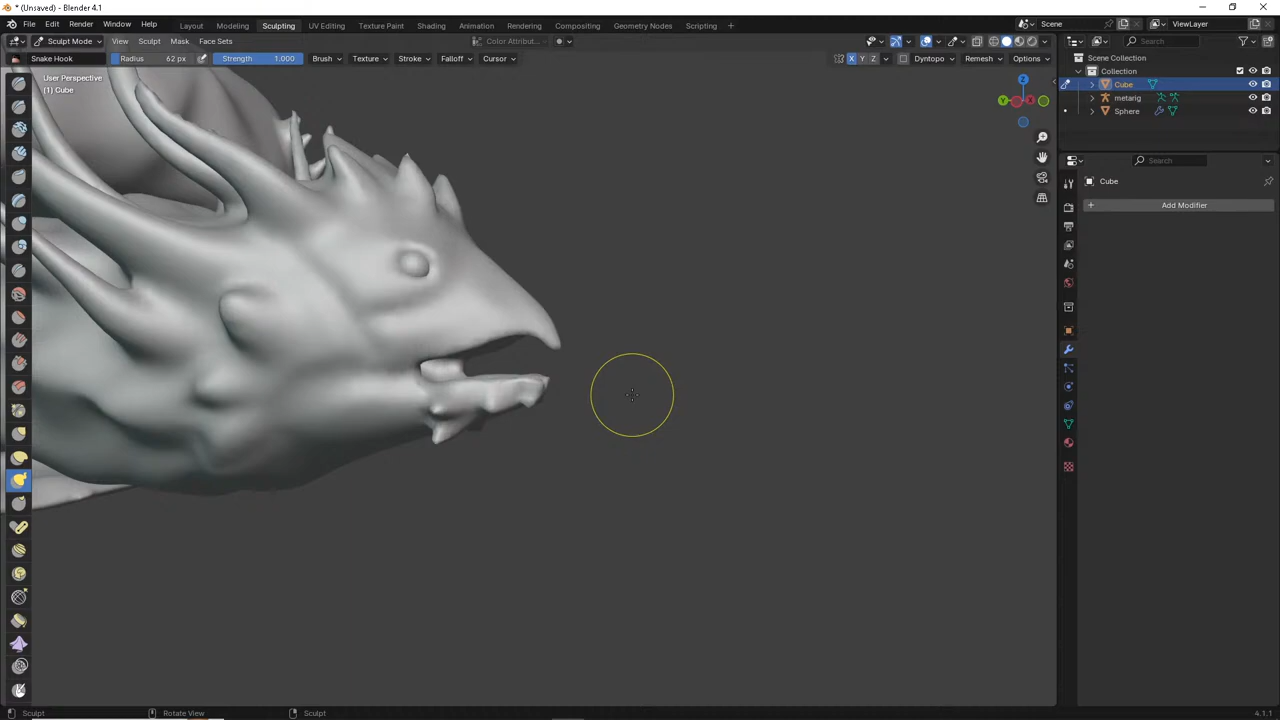 * (Unsaved) - Blender 4.1
File Edit Render Window Help Layout Modeling Sculpting UV Editing Texture Paint Shading Animation Rendering Compositing Geometry Nodes Scripting + Scene ViewLayer
Sculpt Mode View Sculpt Mask Face Sets Color Attribut... Search
Snake Hook Radius 62 px Strength 1.000 Brush Texture Stroke Falloff Cursor X Y Z Dyntopo Remesh Options
Scene Collection
Collection
Cube
metarig
Sphere
User Perspective
(1) Cube
Z
Y
X
Search
Cube
+ Add Modifier
Sculpt Rotate View Sculpt 4.1.1